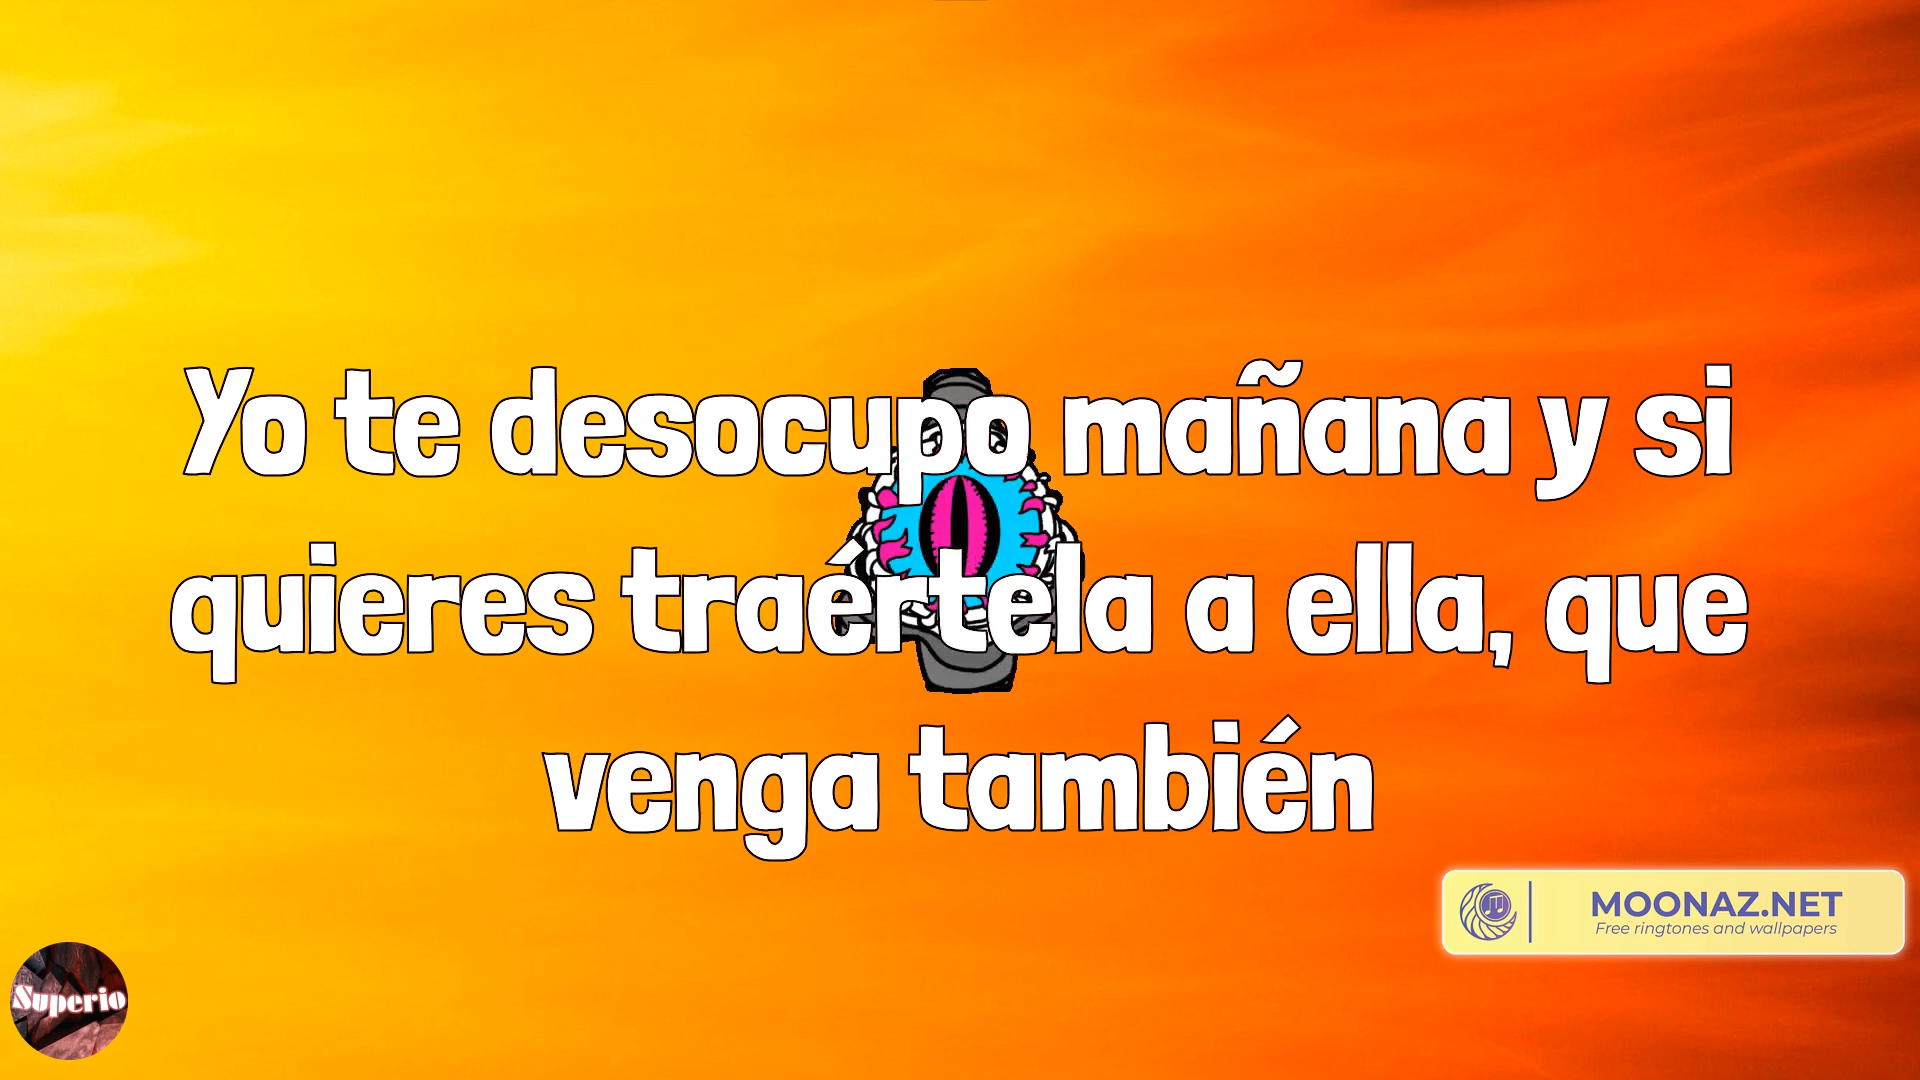 Yo te desocupo mañana y si
quieres traértela a ella, que
venga también
MOONAZ.NET
Free ringtones and wallpapers
Superio